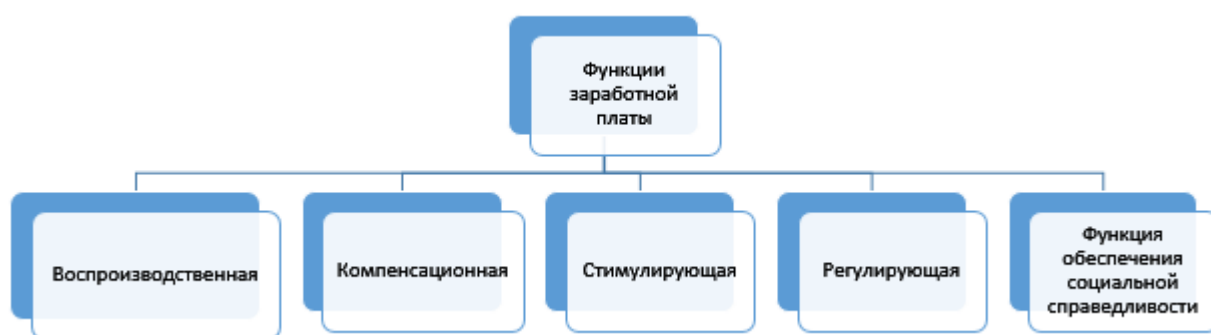 Функции
заработной
платы
Воспроизводственная
Компенсационная
Стимулирующая
Регулирующая
Функция
обеспечения
социальной
справедливости